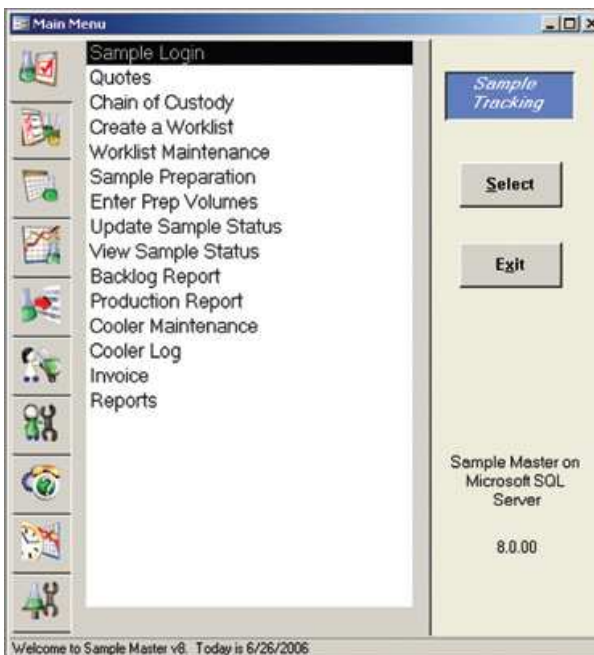 Main Menu
Sample Login
Quotes
Chain of Custody
Create a Worklist
Worklist Maintenance
Sample Preparation
Enter Prep Volumes
Update Sample Status
View Sample Status
Backlog Report
Production Report
Cooler Maintenance
Cooler Log
Invoice
Reports
Sample
Tracking
Select
Exit
Sample Master on
Microsoft SQL
Server
8.0.00
Welcome to Sample Master v8. Today is 6/26/2006